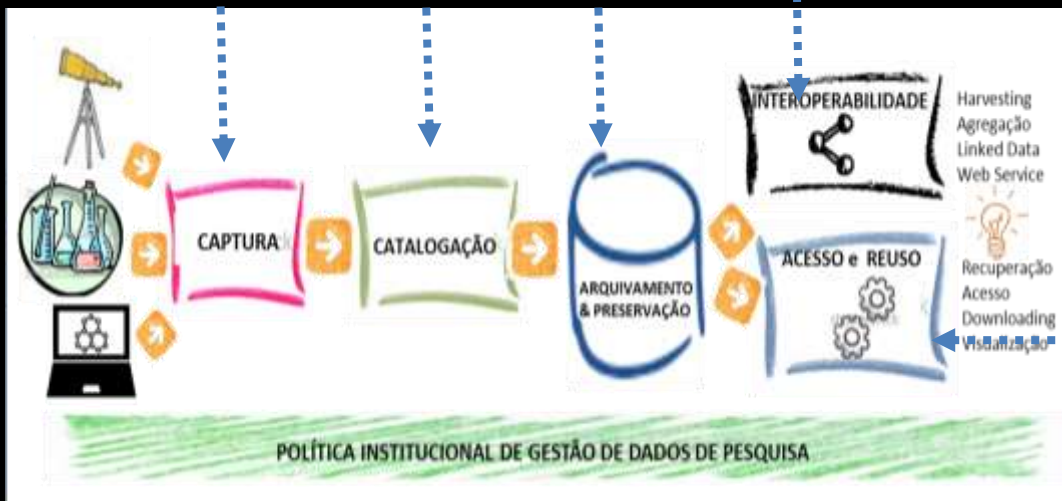 INTEROPERABILIDADE
Harvesting
Agregação
Linked Data
Web Service
CAPTURA
CATALOGAÇÃO
ARQUIVAMENTO
& PRESERVAÇÃO
ACESSO e REUSO
Recuperação
Acesso
Downloading
Visualização
POLÍTICA INSTITUCIONAL DE GESTÃO DE DADOS DE PESQUISA